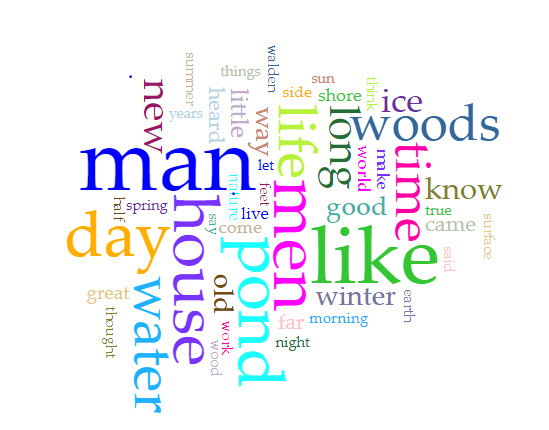 walden
summer
things
sun
think
new
years
heard
little
side
shore
ice
way
life
long
woods
man
let
nature
feet
world
make
time
know
half
spring
house
say
live
come
men
good
true
came
surface
day
pond
like
said
great
thought
water
old
work
wood
far
night
winter
morning
earth